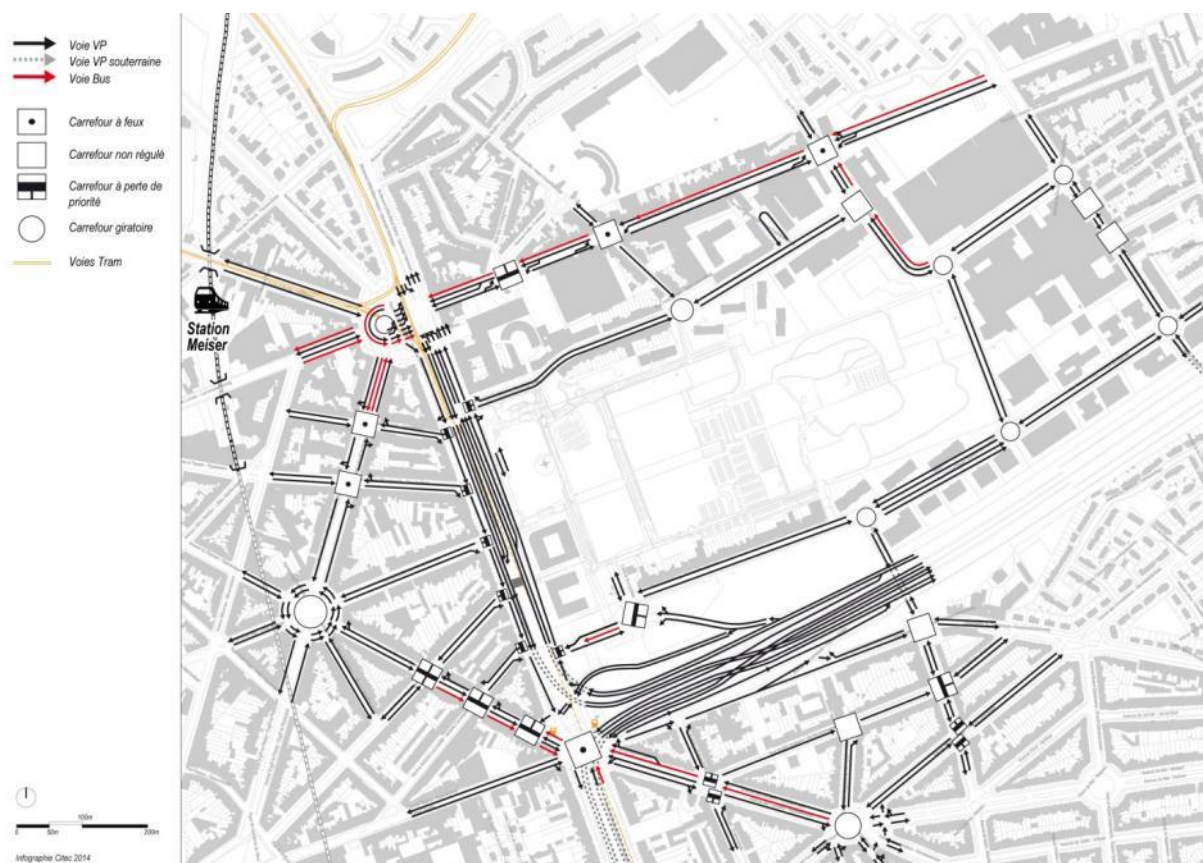 Voie VP
Voie VP souterraine
Voie Bus
Carrefour à feux
Carrefour non régulé
Carrefour à perte de
priorité
Carrefour giratoire
Voies Tram
Station
Meiser
100m
0 50m 200m
Infographie Citec 2014